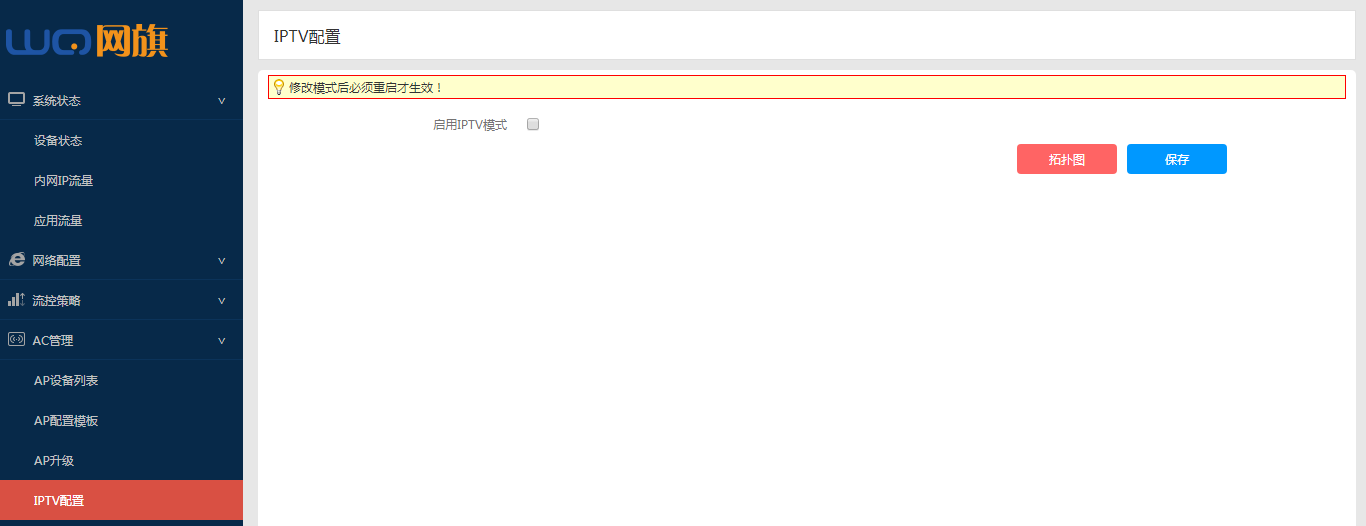 WQ网旗
系统状态
设备状态
内网IP流量
应用流量
网络配置
流控策略
AC管理
AP设备列表
AP配置模板
AP升级
IPTV配置
IPTV配置
修改模式后必须重启才生效！
启用IPTV模式
拓扑图
保存